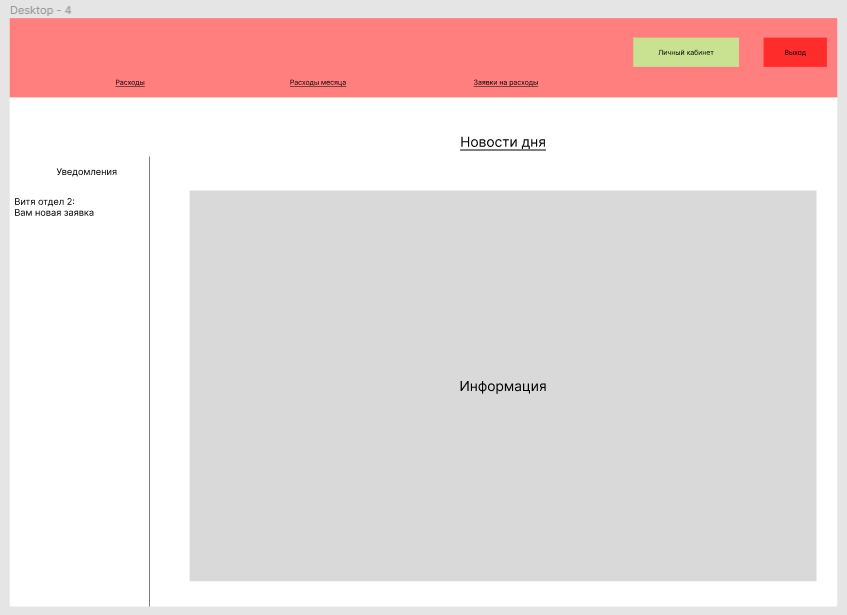 Desktop - 4
Личный кабинет
Выход
Расходы
Расходы месяца
Заявки на расходы
Новости дня
Уведомления
Витя отдел 2:
Вам новая заявка
Информация